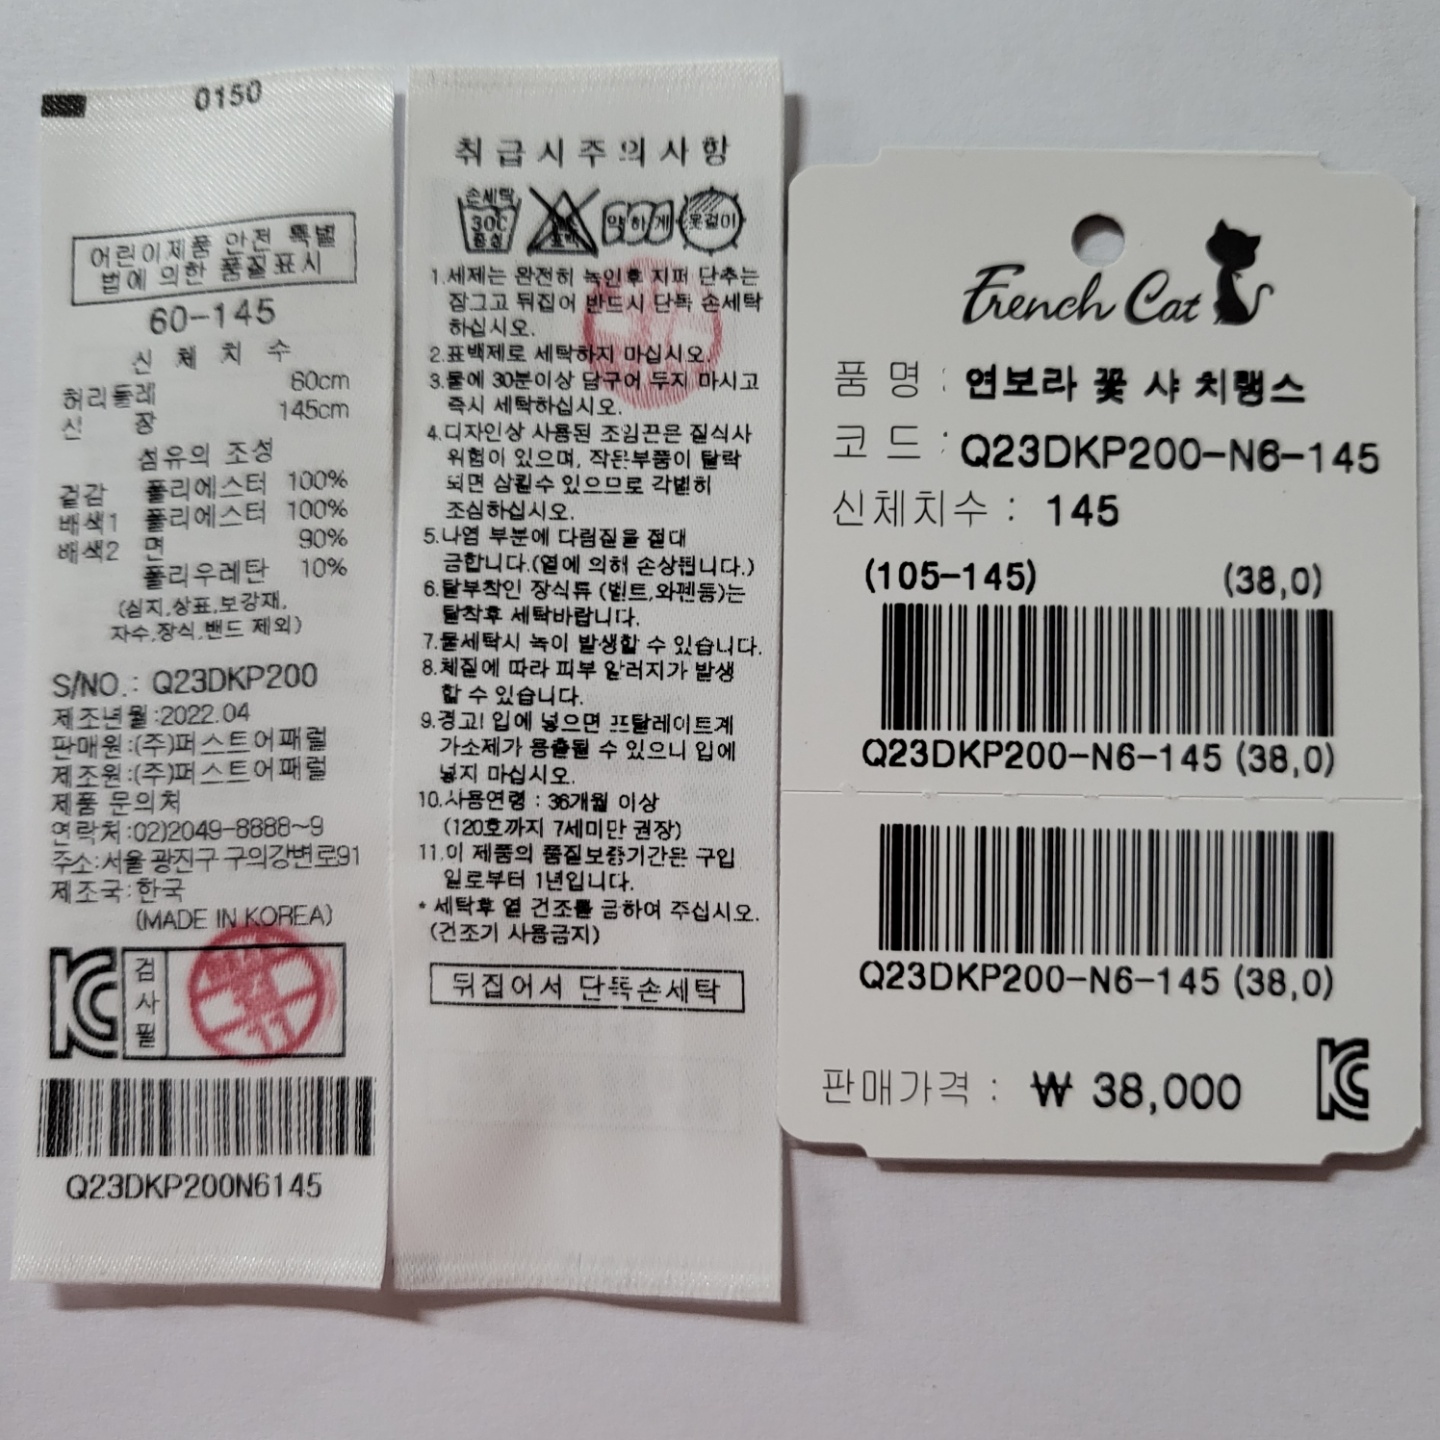 0150
어린이제품 안전 특별
법에 의한 품질표시
60-145
신 체 치 수
허리둘레 60cm
신 장 145cm
섬유의 조성
겉감 폴리에스터 100%
배색1 폴리에스터 100%
배색2 면 90%
폴리우레탄 10%
(심지,상표,보강재,
자수,장식,밴드 제외)
S/NO.: Q23DKP200
제조년월:2022.04
판매원:(주)퍼스트어패럴
제조원:(주)퍼스트어패럴
제품 문의처
연락처:02)2049-8888~9
주소:서울 광진구 구의강변로91
제조국:한국
(MADE IN KOREA)
검사필
Q23DKP200N6145
취급시주의사항
손세탁
30C
중성
약하게
옷걸이
1.세제는 완전히 녹인후 지퍼 단추는
잠그고 뒤집어 반드시 단독 손세탁
하십시오.
2.표백제로 세탁하지 마십시오.
3.물에 30분이상 담구어 두지 마시고
즉시 세탁하십시오.
4.디자인상 사용된 조임끈은 질식사
위험이 있으며, 작은부품이 탈락
되면 삼킬수 있으므로 각별히
조심하십시오.
5.나염 부분에 다림질을 절대
금합니다.(열에 의해 손상됩니다.)
6.탈부착인 장식류 (벨트,와펜등)는
탈착후 세탁바랍니다.
7.물세탁시 녹이 발생할 수 있습니다.
8.체질에 따라 피부 알러지가 발생
할 수 있습니다.
9.경고! 입에 넣으면 프탈레이트계
가소제가 용출될 수 있으니 입에
넣지 마십시오.
10.사용연령 : 36개월 이상
(120호까지 7세미만 권장)
11.이 제품의 품질보증기간은 구입
일로부터 1년입니다.
* 세탁후 열 건조를 금하여 주십시오.
(건조기 사용금지)
뒤집어서 단독손세탁
French Cat
품 명 : 연보라 꽃 샤 치랭스
코 드 : Q23DKP200-N6-145
신체치수 : 145
(105-145) (38,0)
Q23DKP200-N6-145 (38,0)
Q23DKP200-N6-145 (38,0)
판매가격 : ₩ 38,000